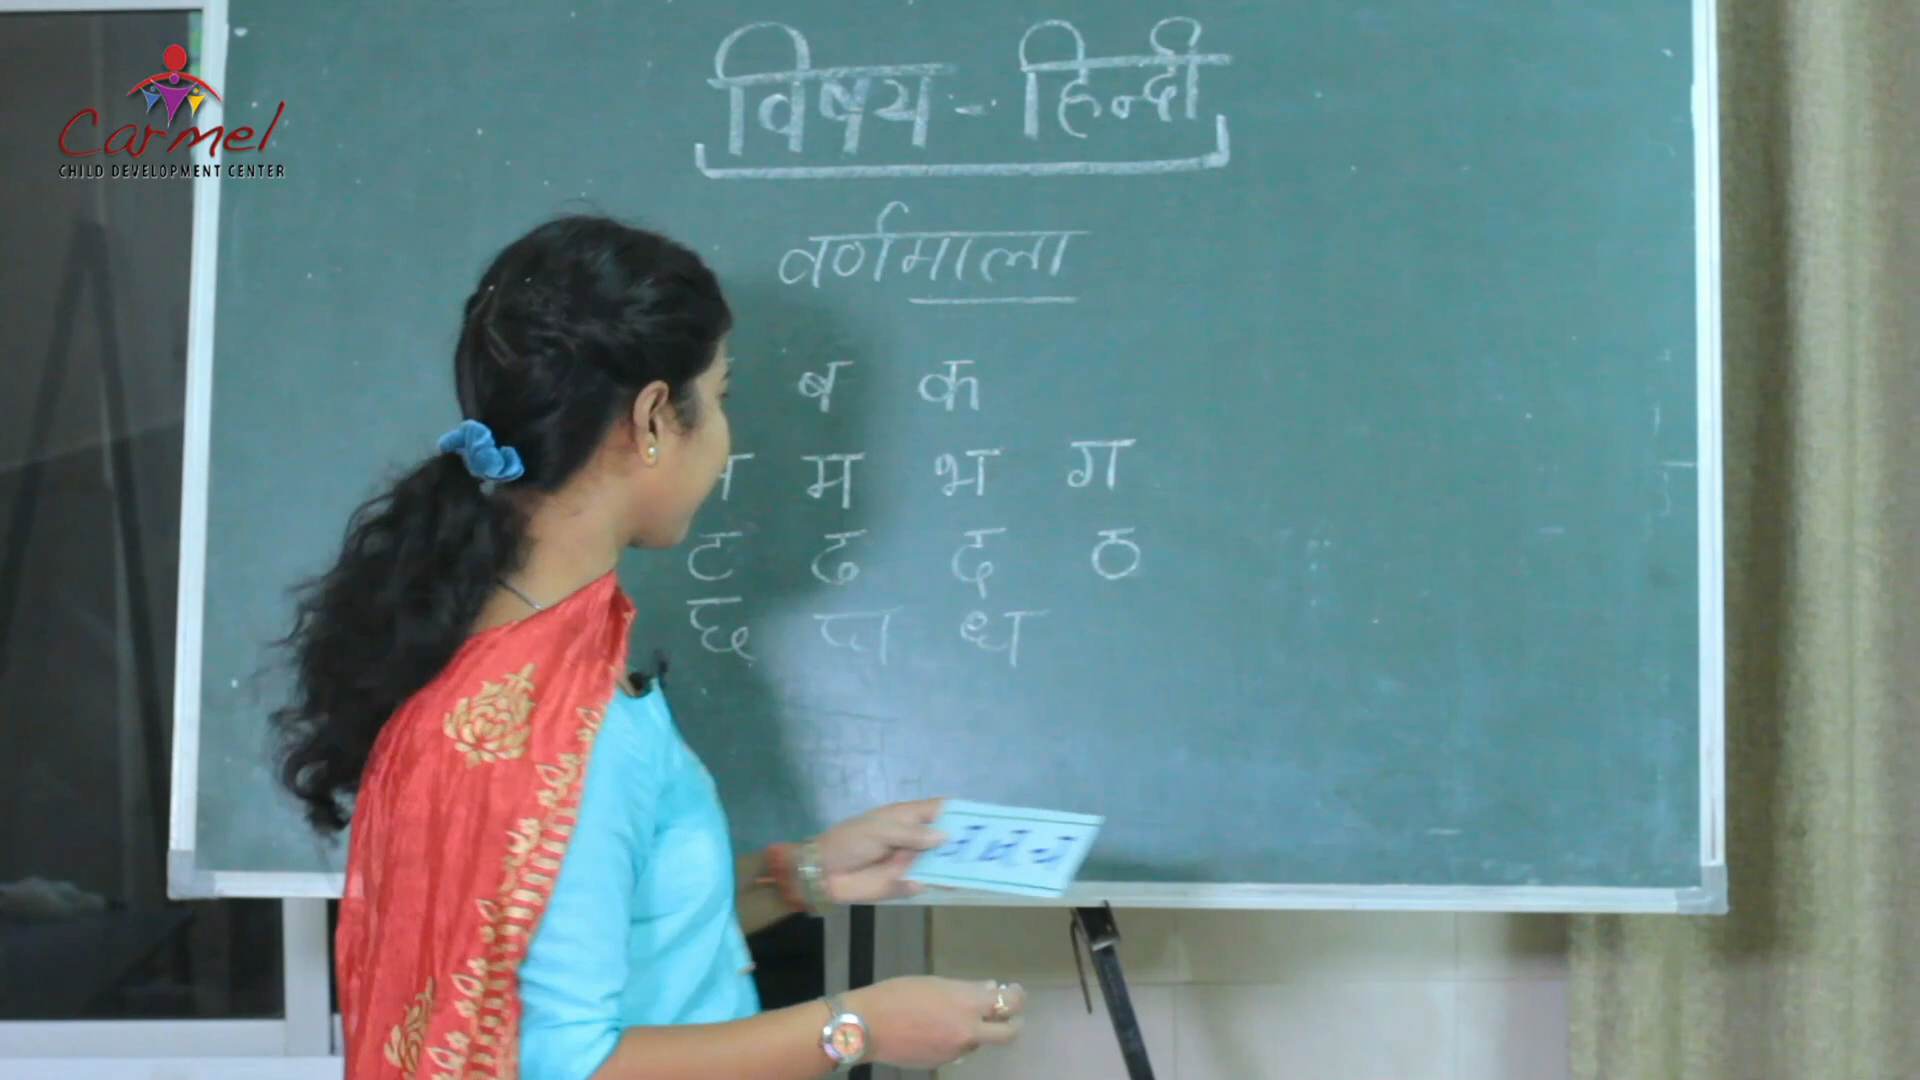 Carmel
CHILD DEVELOPMENT CENTER
विषय - हिन्दी
वर्णमाला
ब क
म भ ग
ट ढ द ठ
छ घ ध